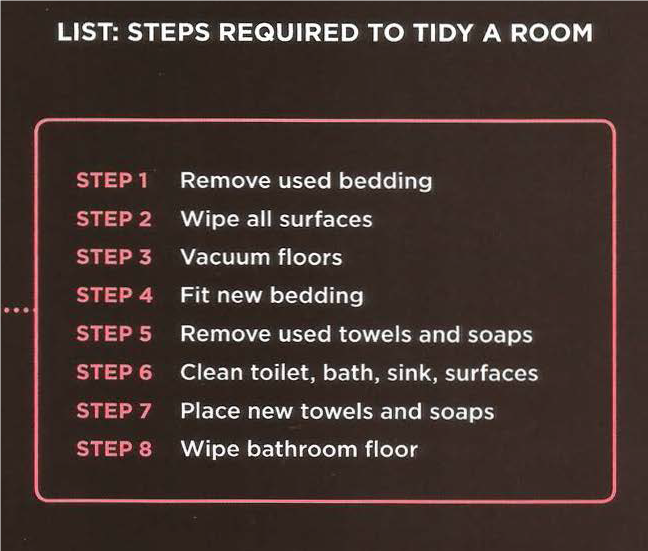 LIST: STEPS REQUIRED TO TIDY A ROOM
STEP 1 Remove used bedding
STEP 2 Wipe all surfaces
STEP 3 Vacuum floors
STEP 4 Fit new bedding
STEP 5 Remove used towels and soaps
STEP 6 Clean toilet, bath, sink, surfaces
STEP 7 Place new towels and soaps
STEP 8 Wipe bathroom floor